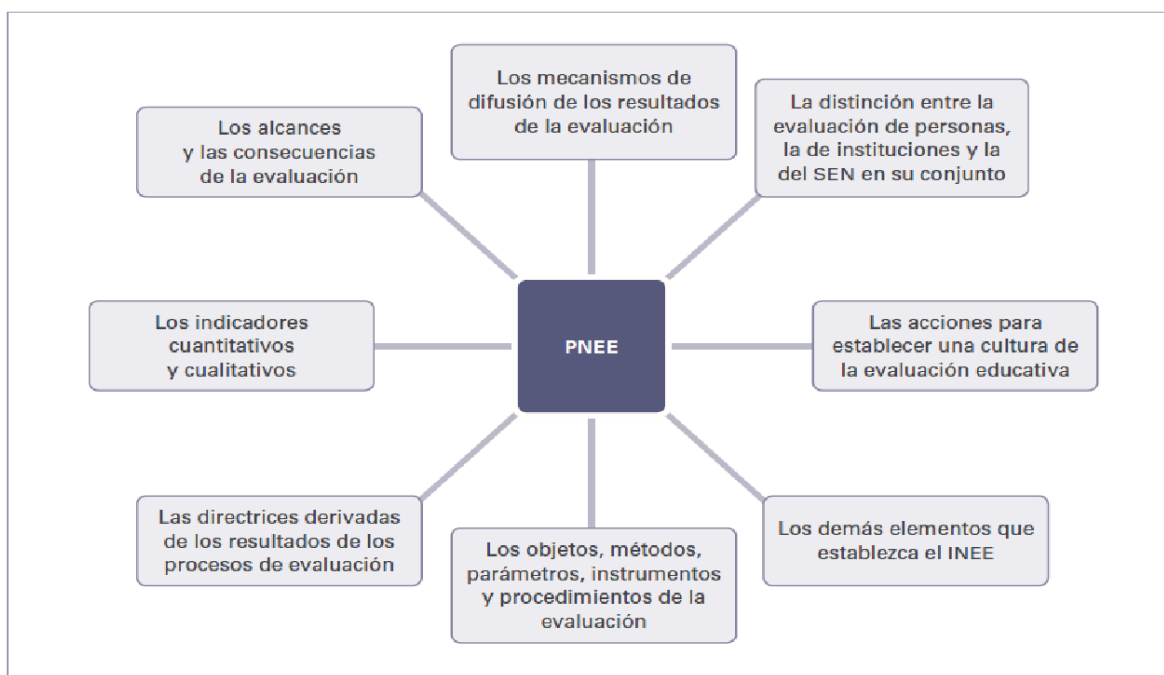 Los mecanismos de
difusión de los resultados
de la evaluación
La distinción entre la
evaluación de personas,
la de instituciones y la
del SEN en su conjunto
Los alcances
y las consecuencias
de la evaluación
Los indicadores
cuantitativos
y cualitativos
PNEE
Las acciones para
establecer una cultura de
la evaluación educativa
Las directrices derivadas
de los resultados de los
procesos de evaluación
Los objetos, métodos,
parámetros, instrumentos
y procedimientos de la
evaluación
Los demás elementos que
establezca el INEE